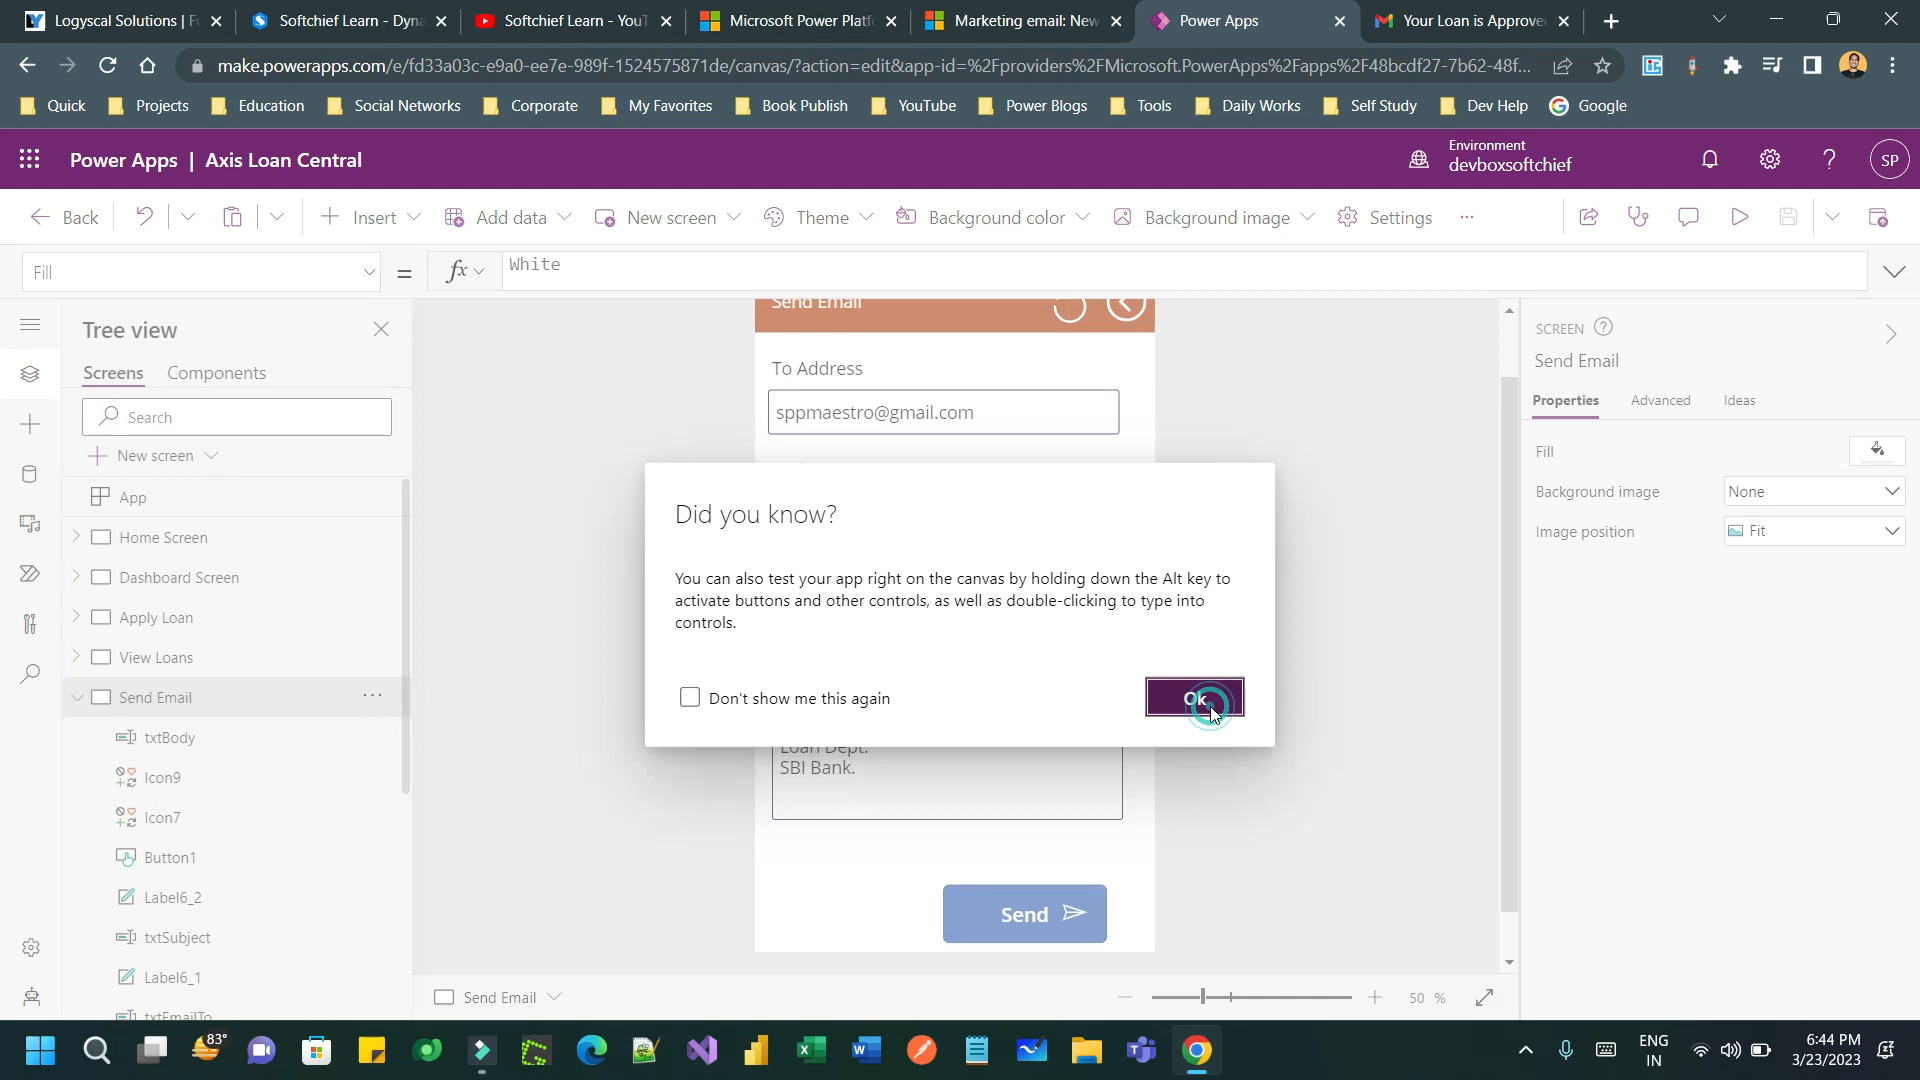 Logyscal Solutions | F
Softchief Learn - Dyna
Softchief Learn - YouT
Microsoft Power Platf
Marketing email: New
Power Apps
Your Loan is Approve
make.powerapps.com/e/fd33a03c-e9a0-ee7e-989f-1524575871de/canvas/?action=edit&app-id=%2Fproviders%2FMicrosoft.PowerApps%2Fapps%2F48bcdf27-7b62-48f...
Quick Projects Education Social Networks Corporate My Favorites Book Publish YouTube Power Blogs Tools Daily Works Self Study Dev Help Google
Power Apps | Axis Loan Central
Environment
devboxsoftchief
SP
Back Insert Add data New screen Theme Background color Background image Settings ...
Fill = fx White
Tree view
Screens Components
Search
New screen
App
Home Screen
Dashboard Screen
Apply Loan
View Loans
Send Email ...
txtBody
Icon9
Icon7
Button1
Label6_2
txtSubject
Label6_1
txtEmailTo
Send Email
To Address
sppmaestro@gmail.com
Did you know?
You can also test your app right on the canvas by holding down the Alt key to
activate buttons and other controls, as well as double-clicking to type into
controls.
Don't show me this again
Ok
Loan Dept.
SBI Bank.
Send
Send Email
50 %
SCREEN
Send Email
Properties Advanced Ideas
Fill
Background image None
Image position Fit
83°
ENG
IN
6:44 PM
3/23/2023